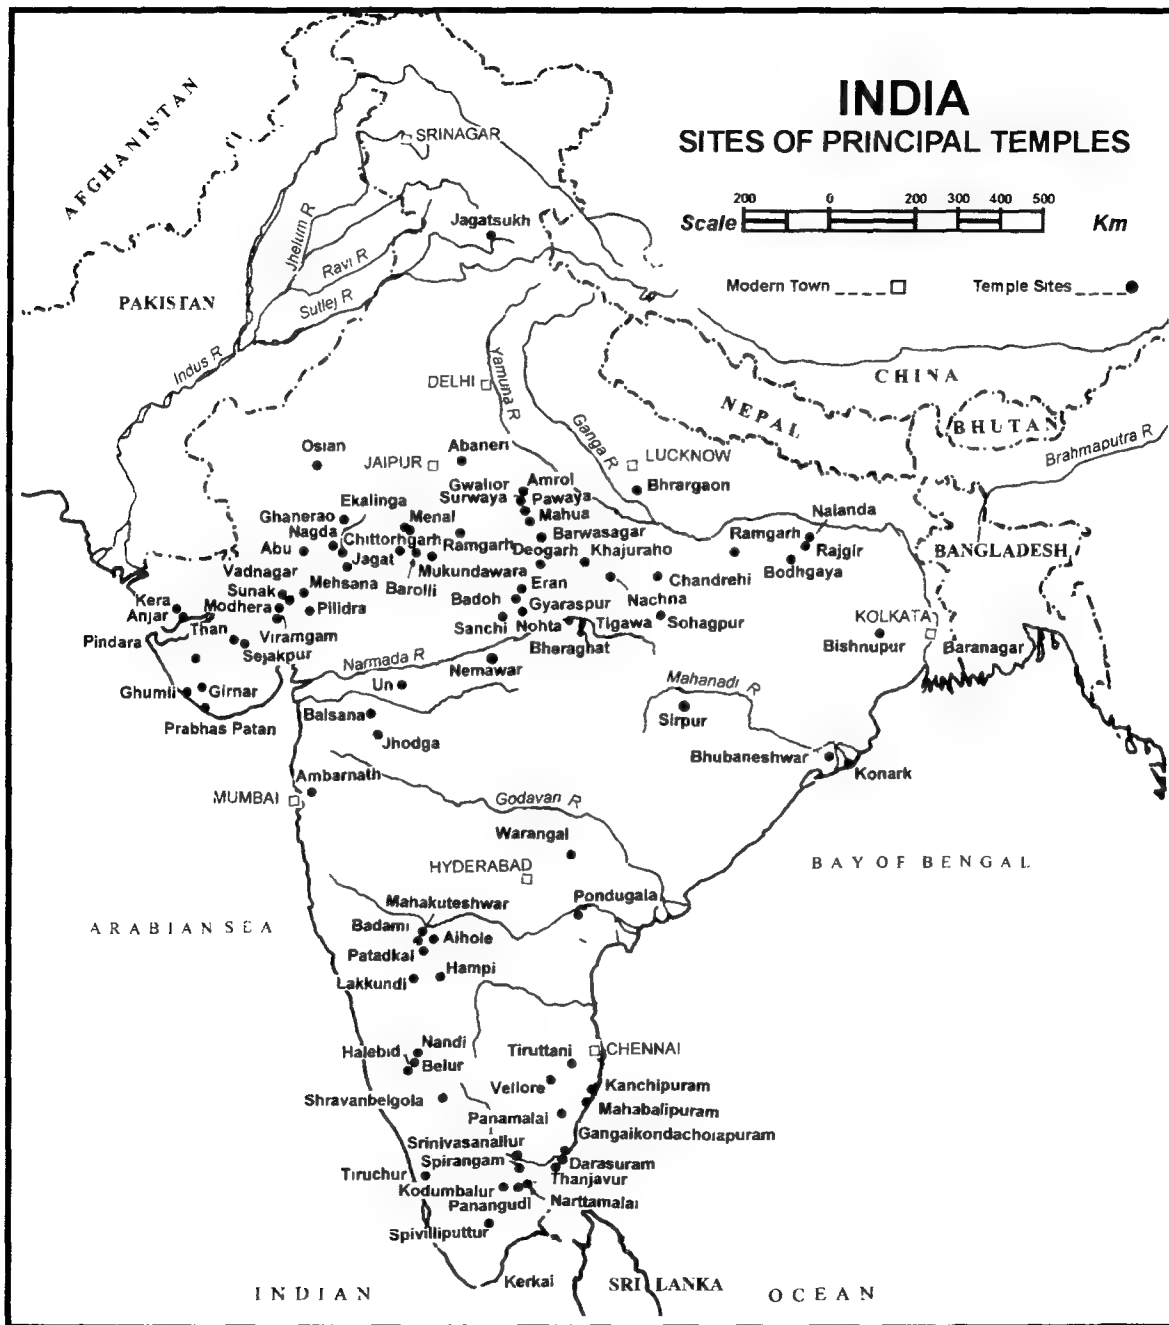 INDIA
SITES OF PRINCIPAL TEMPLES
200 0 200 300 400 500
Scale Km
Modern Town
Temple Sites
AFGHANISTAN
SRINAGAR
Jagatsukh
Jhelum R
Ravi R
Sutlej R
PAKISTAN
Indus R
CHINA
NEPAL
BHUTAN
Brahmaputra R
DELHI
Yamuna R
Ganga R
Osian
JAIPUR
Abaneri
LUCKNOW
Bhrargaon
Gwalior
Amrol
Surwaya
Pawaya
Ekalinga
Ghanerao
Menal
Mahua
Nalanda
Nagda
Chittorhgarh
Ramgarh
Barwasagar
Ramgarh
Rajgir
BANGLADESH
Abu
Jagat
Deogarh
Khajuraho
Bodhgaya
Vadnagar
Mukundawara
Chandrehi
Mehsana
Barolli
Eran
Nachna
Sunak
Kera
Modhera
Pilidra
Badoh
Gyaraspur
Anjar
KOLKATA
Than
Viramgam
Sanchi
Nohta
Tigawa
Sohagpur
Pindara
Sejakpur
Bheraghat
Bishnupur
Baranagar
Narmada R
Nemawar
Ghumli
Girnar
Un
Mahanadi R
Prabhas Patan
Balsana
Sirpur
Jhodga
Bhubaneshwar
Konark
Ambarnath
MUMBAI
Godavari R
Warangal
HYDERABAD
BAY OF BENGAL
Mahakuteshwar
Pondugala
ARABIAN SEA
Badami
Aihole
Patadkal
Hampi
Lakkundi
Nandi
Halebid
Belur
Tiruttani
CHENNAI
Vellore
Kanchipuram
Shravanbelgola
Mahabalipuram
Panamalai
Gangaikondacholapuram
Srinivasanallur
Spirangam
Darasuram
Tiruchur
Thanjavur
Kodumbalur
Panangudi
Narttamalai
Spivilliputtur
Kerkai
SRI LANKA
INDIAN OCEAN